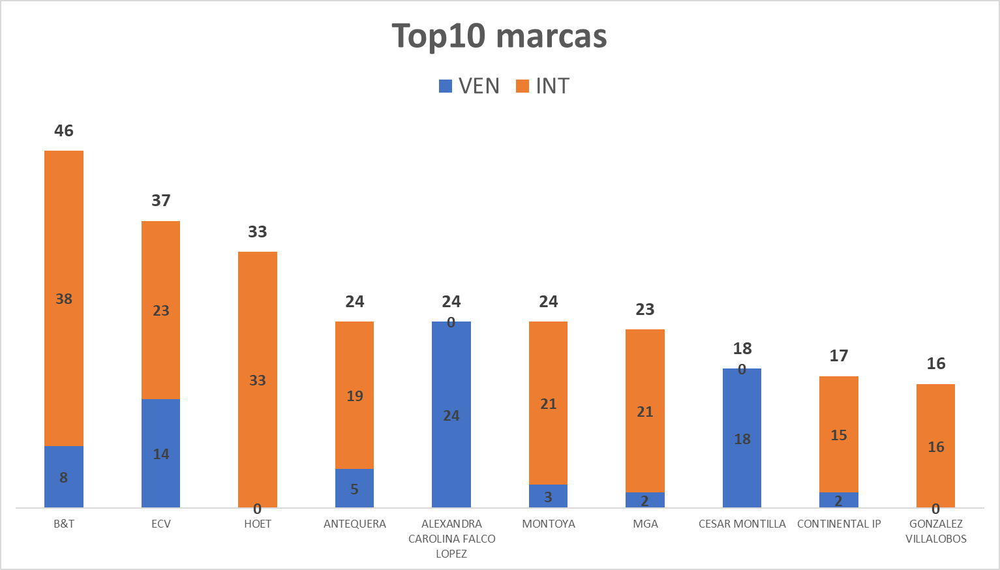 Top10 marcas
VEN INT
46
37
33
24
24
24
23
18
17
16
38
23
33
19
0
21
21
0
15
16
8
14
0
5
24
3
2
18
2
0
B&T
ECV
HOET
ANTEQUERA
ALEXANDRA
CAROLINA FALCO
LOPEZ
MONTOYA
MGA
CESAR MONTILLA
CONTINENTAL IP
GONZALEZ
VILLALOBOS